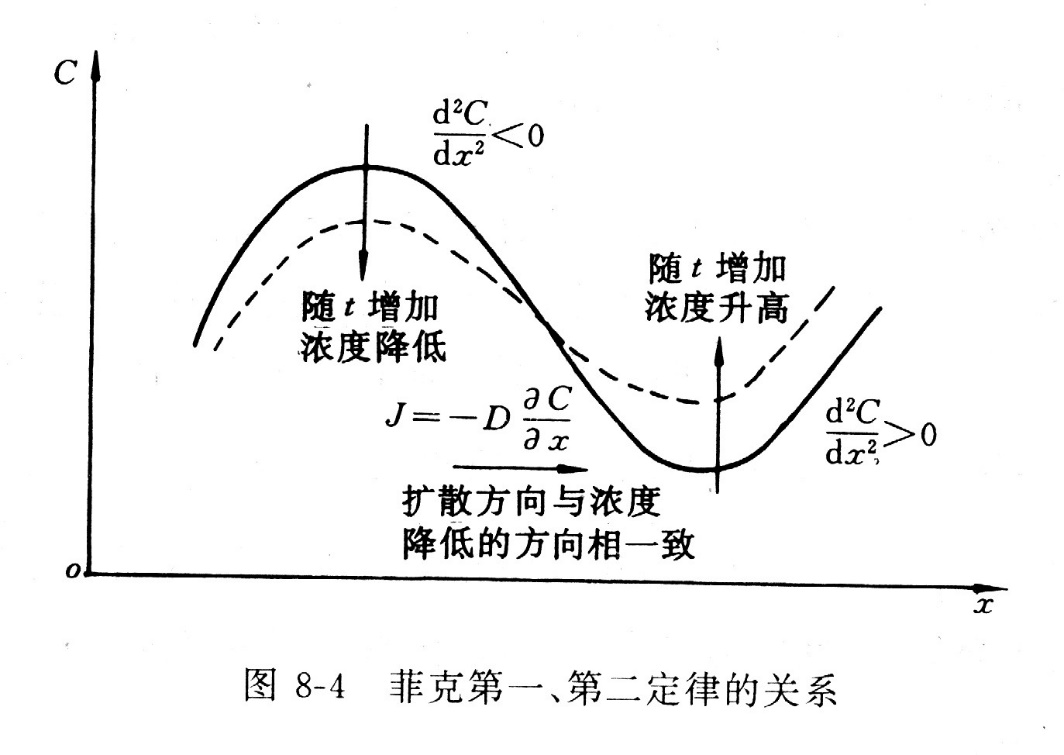 C
d²C/dx²<0
随 t 增加
浓度降低
随 t 增加
浓度升高
J=-D ∂C/∂x
d²C/dx²>0
扩散方向与浓度
降低的方向相一致
o
x
图 8-4 菲克第一、第二定律的关系